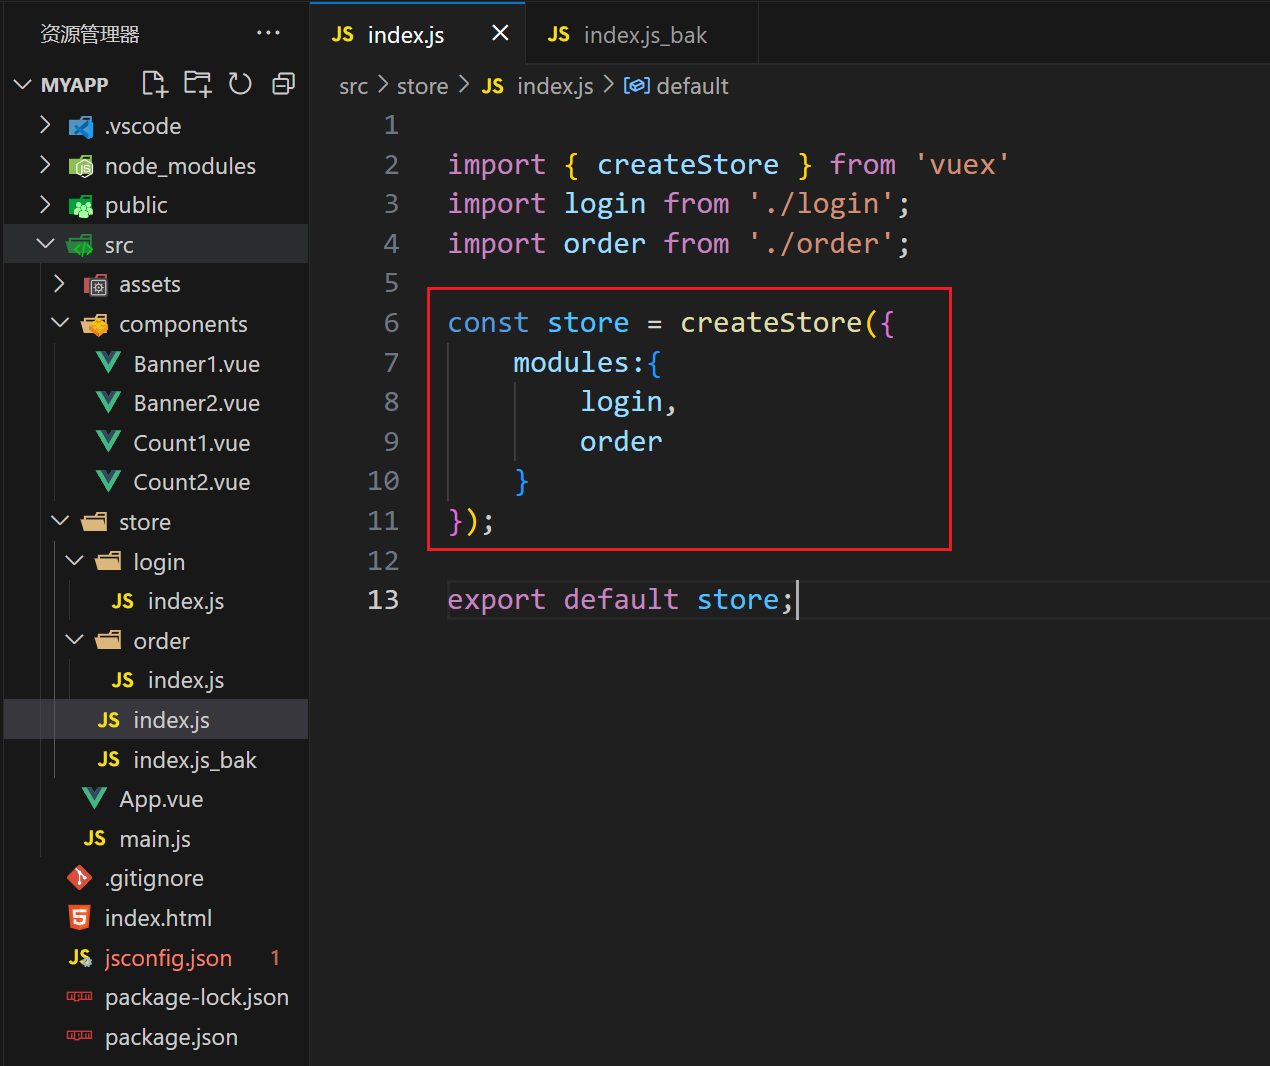 资源管理器 ...
MYAPP
.vscode
node_modules
public
src
assets
components
Banner1.vue
Banner2.vue
Count1.vue
Count2.vue
store
login
JS index.js
order
JS index.js
JS index.js
JS index.js_bak
App.vue
JS main.js
.gitignore
index.html
JS jsconfig.json 1
package-lock.json
package.json
JS index.js × JS index.js_bak
src > store > JS index.js > default
1
2 import { createStore } from 'vuex'
3 import login from './login';
4 import order from './order';
5
6 const store = createStore({
7 modules:{
8 login,
9 order
10 }
11 });
12
13 export default store;